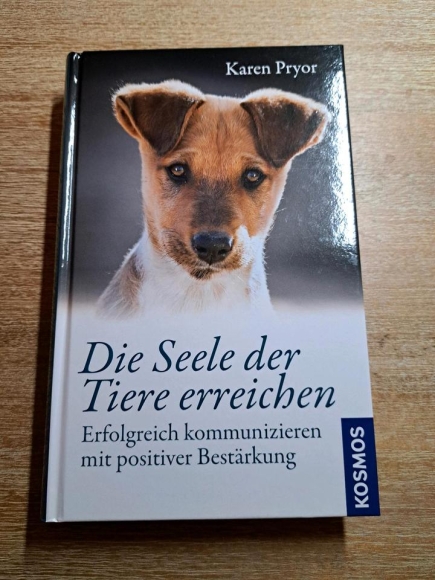 Karen Pryor
Die Seele der
Tiere erreichen
Erfolgreich kommunizieren
mit positiver Bestärkung
KOSMOS